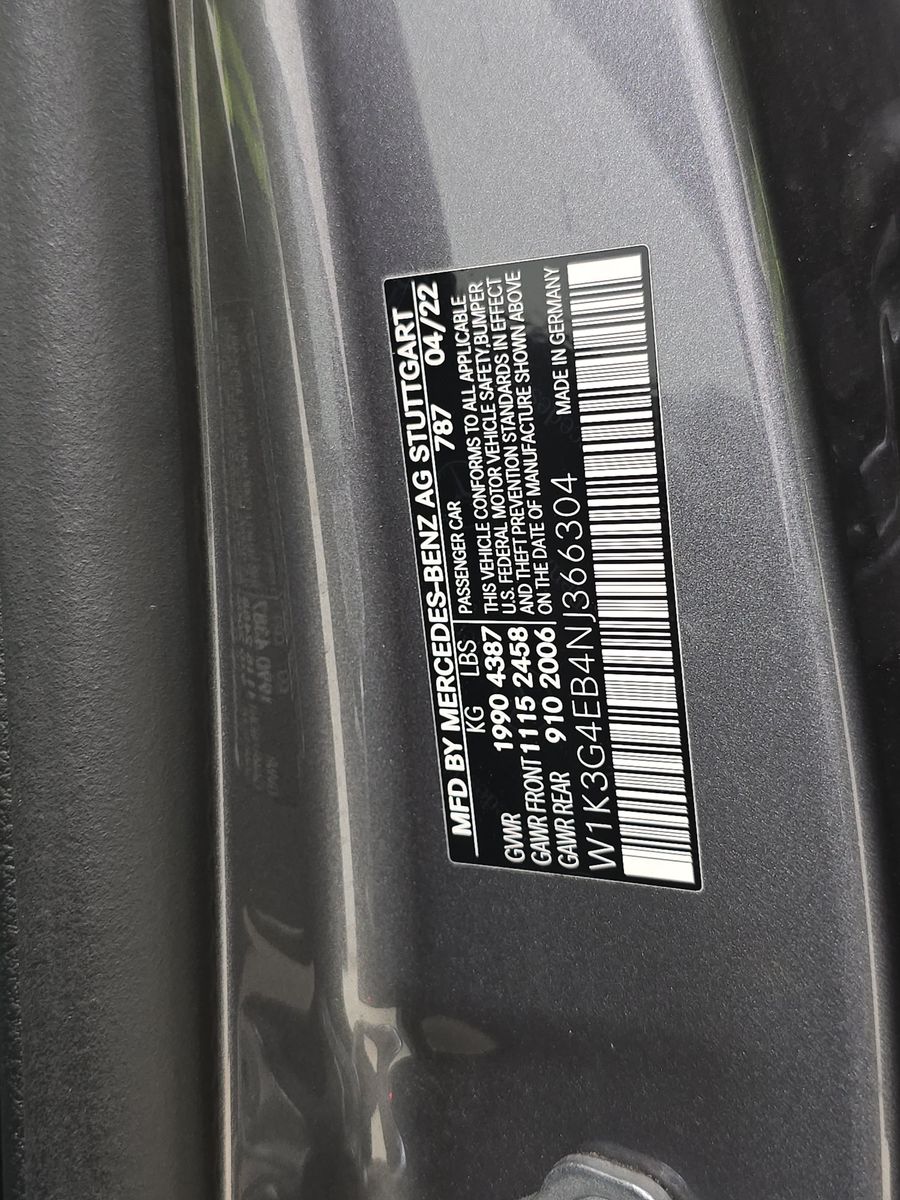 MFD BY MERCEDES-BENZ AG STUTTGART
KG LBS PASSENGER CAR 787 04/22
GVWR 1990 4387 THIS VEHICLE CONFORMS TO ALL APPLICABLE
GAWR FRONT 1115 2458 U.S. FEDERAL MOTOR VEHICLE SAFETY,BUMPER
GAWR REAR 910 2006 AND THEFT PREVENTION STANDARDS IN EFFECT
ON THE DATE OF MANUFACTURE SHOWN ABOVE
W1K3G4EB4NJ366304 MADE IN GERMANY